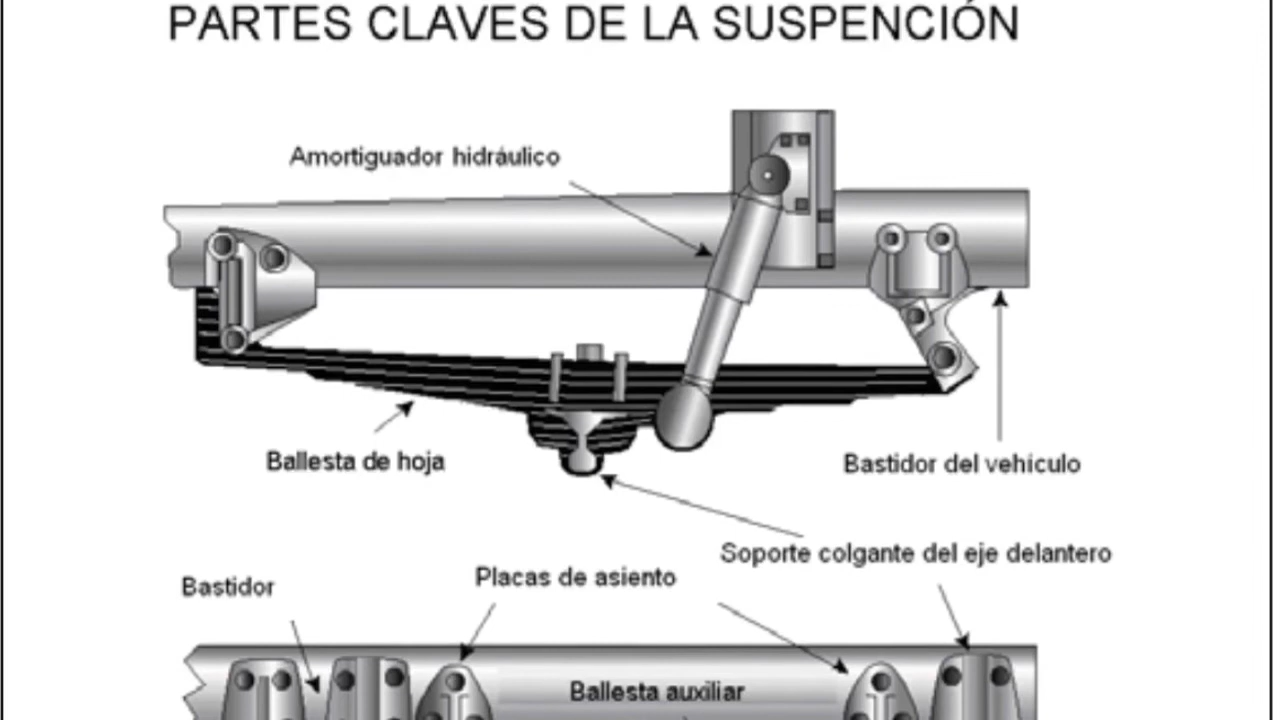 PARTES CLAVES DE LA SUSPENCIÓN
Amortiguador hidráulico
Ballesta de hoja
Bastidor del vehículo
Soporte colgante del eje delantero
Placas de asiento
Bastidor
Ballesta auxiliar